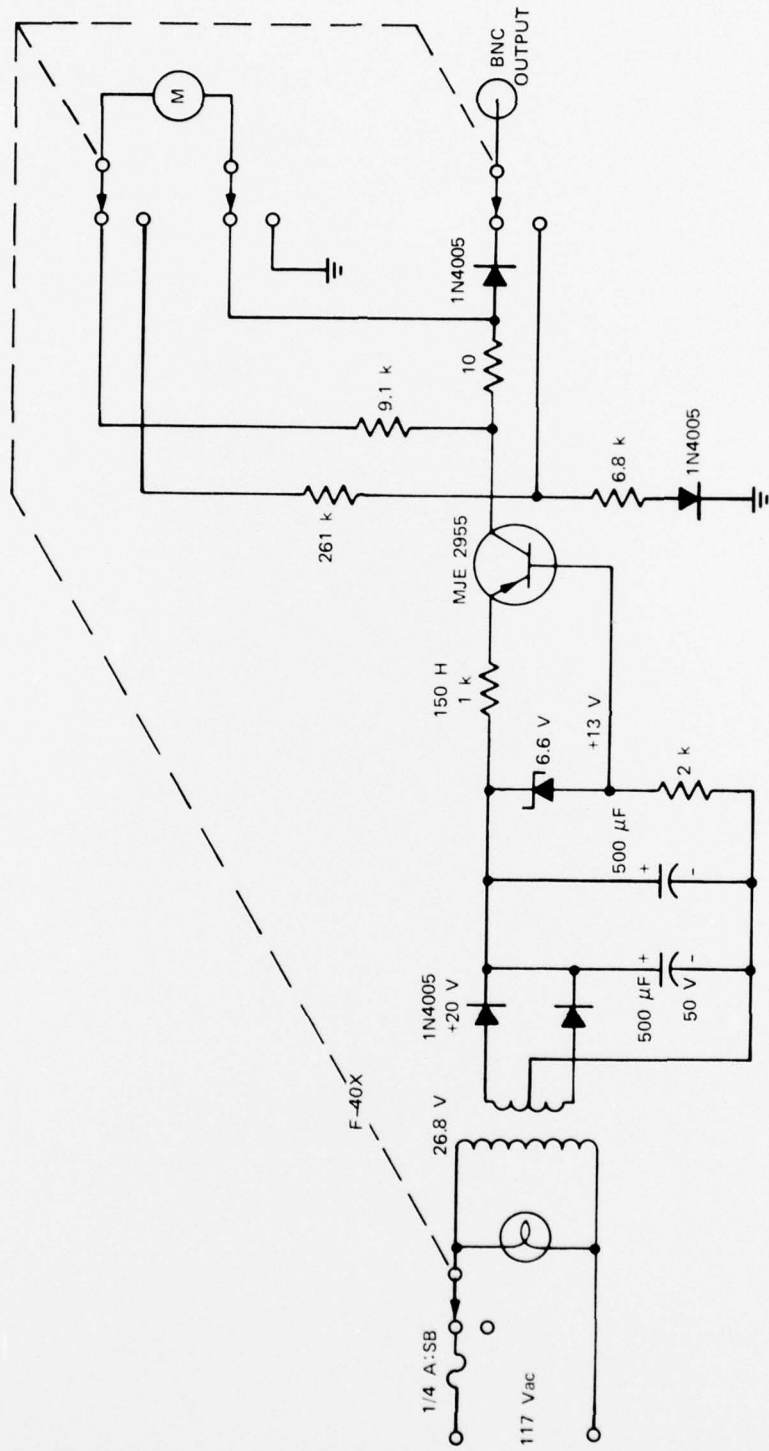 BNC
OUTPUT
M
1N4005
10
9.1 k
261 k
6.8 k
1N4005
MJE 2955
150 H
1 k
+13 V
6.6 V
2 k
500 μF
+
-
1N4005
+20 V
500 μF
+
50 V
-
F-40X
26.8 V
1/4 A:SB
117 Vac